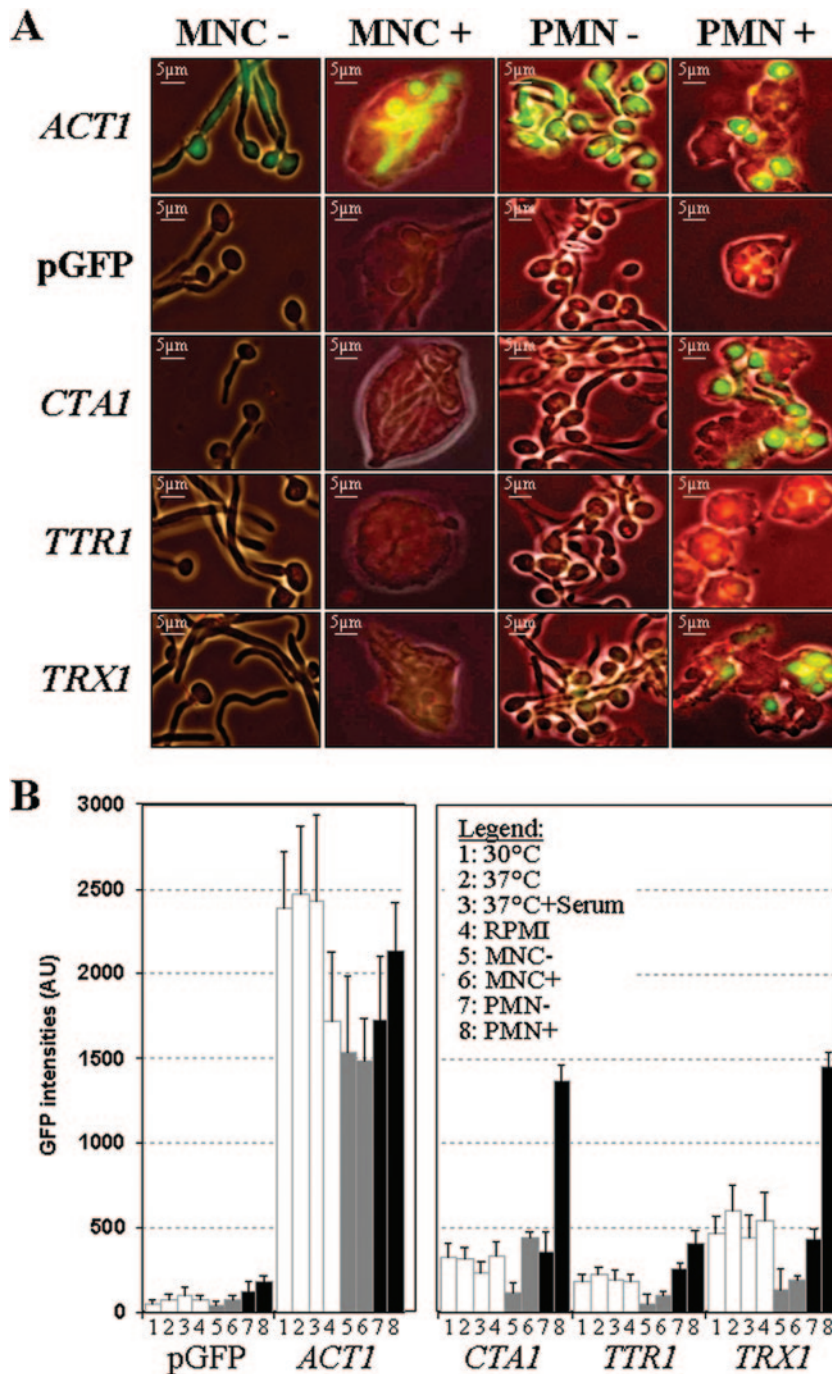 A
MNC - MNC + PMN - PMN +
ACT1 5µm 5µm 5µm 5µm
pGFP 5µm 5µm 5µm 5µm
CTA1 5µm 5µm 5µm 5µm
TTR1 5µm 5µm 5µm 5µm
TRX1 5µm 5µm 5µm 5µm
B
GFP intensities (AU)
3000
2500
2000
1500
1000
500
0
Legend:
1: 30°C
2: 37°C
3: 37°C+Serum
4: RPMI
5: MNC-
6: MNC+
7: PMN-
8: PMN+
1 2 3 4 5 6 7 8 1 2 3 4 5 6 7 8 1 2 3 4 5 6 7 8 1 2 3 4 5 6 7 8 1 2 3 4 5 6 7 8
pGFP ACT1 CTA1 TTR1 TRX1